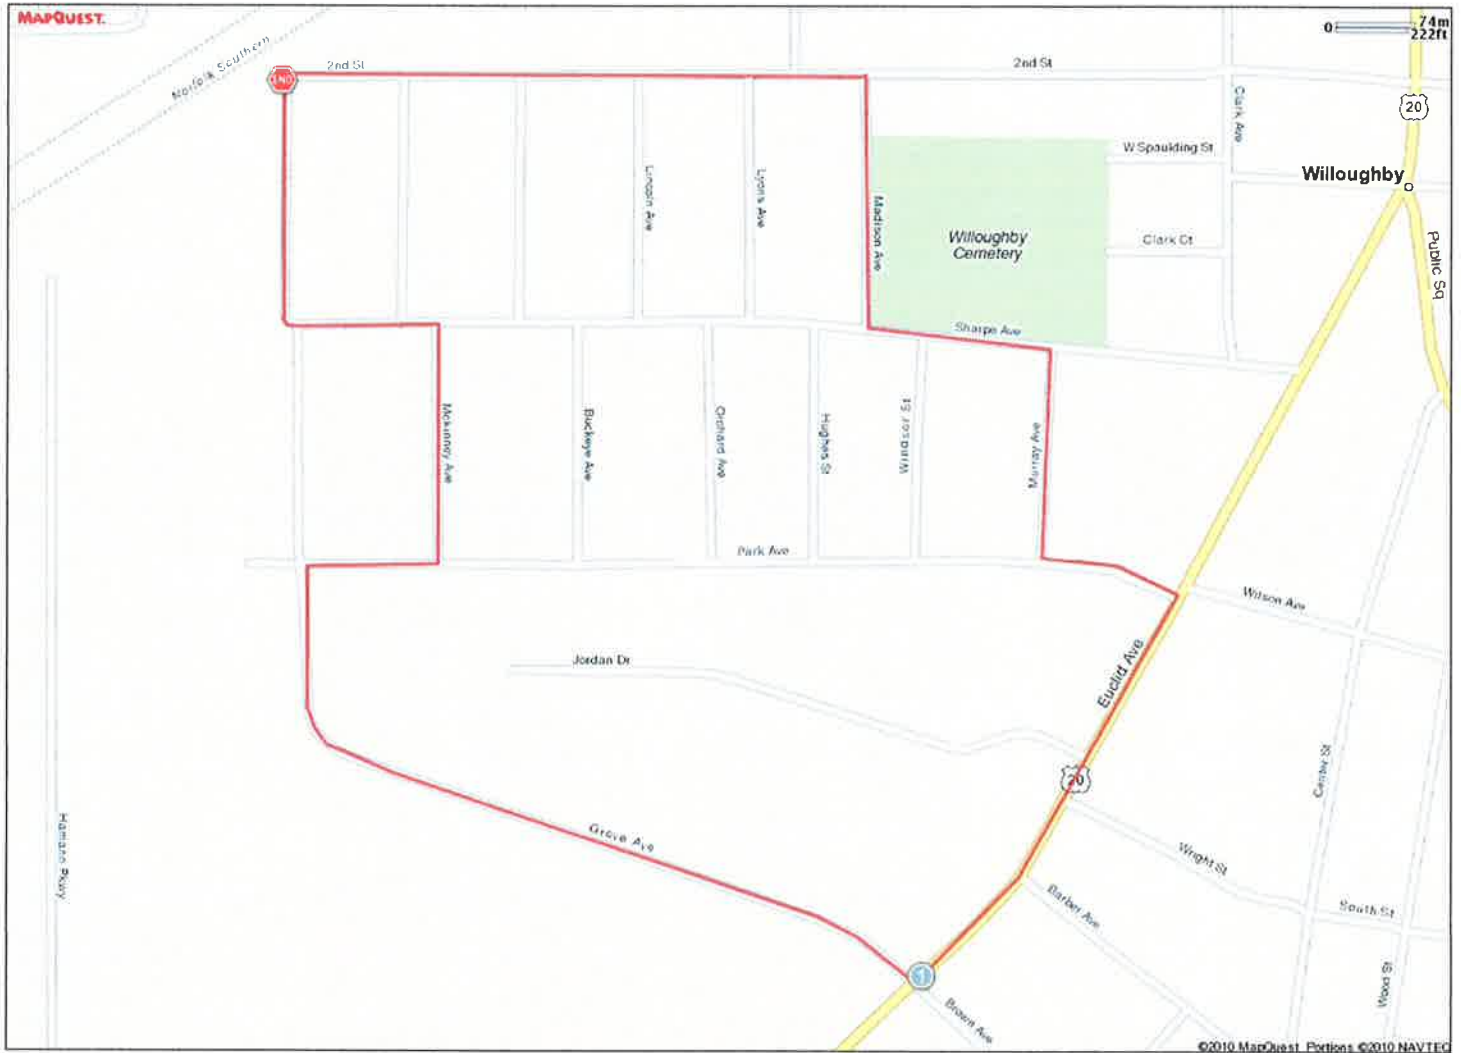 MAPQUEST.
0
74m
222ft
Norfolk Southern
END
2nd St
2nd St
Clark Ave
20
W Spaulding St
Willoughby
Lincoln Ave
Lyons Ave
Madison Ave
Willoughby
Cemetery
Clark Ct
Public Sq
Sharpe Ave
Mckinney Ave
Buckeye Ave
Orchard Ave
Hughes St
Windsor St
Murray Ave
Park Ave
Wilson Ave
Jordan Dr
Euclid Ave
20
Center St
Hamann Pkwy
Grove Ave
Wright St
Barber Ave
South St
1
Wood St
Brown Ave
©2010 MapQuest Portions ©2010 NAVTEQ